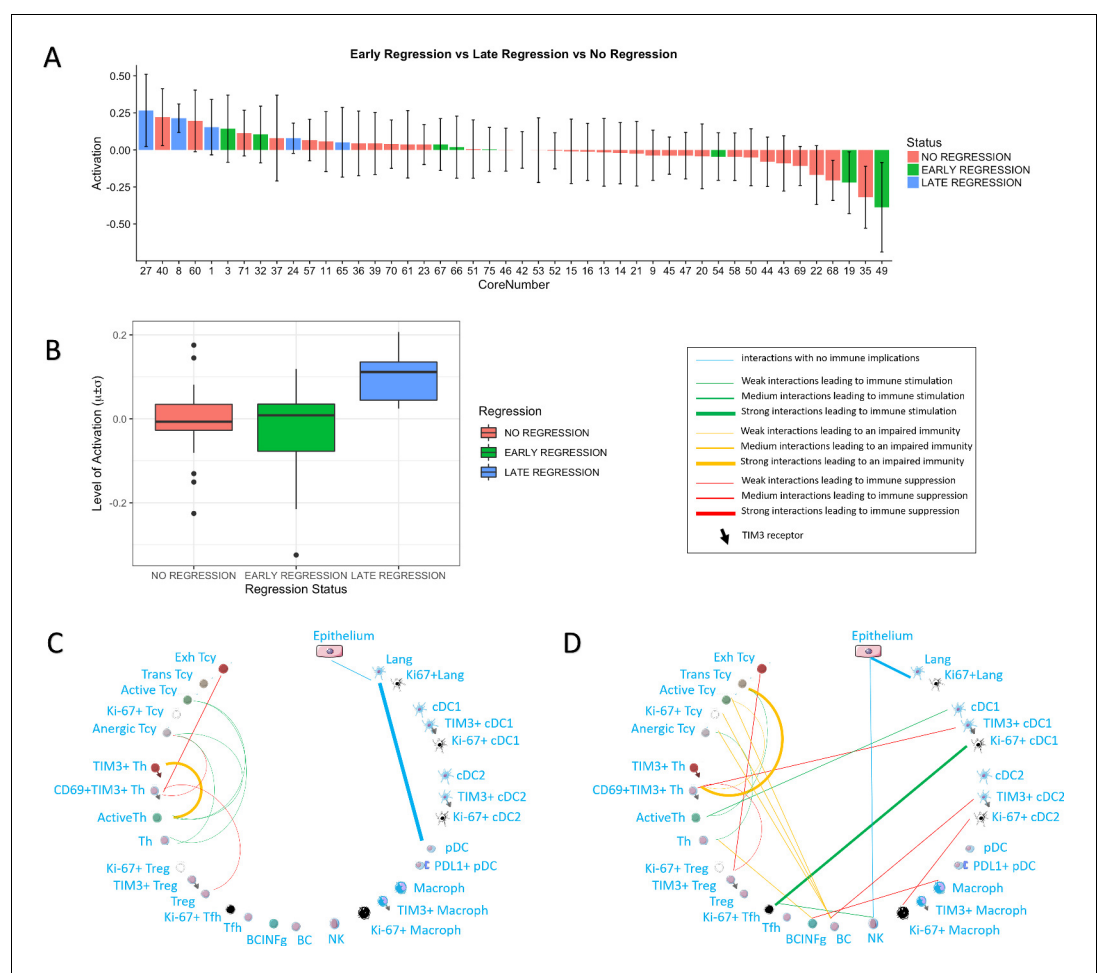 A
Early Regression vs Late Regression vs No Regression
Activation
0.50
0.25
0.00
-0.25
-0.50
27 40 8 60 1 3 71 32 37 24 57 11 65 36 39 70 61 23 67 66 51 75 46 42 53 52 15 16 13 14 21 9 45 47 20 54 58 50 44 43 69 22 68 19 35 49
CoreNumber
Status
NO REGRESSION
EARLY REGRESSION
LATE REGRESSION
B
Level of Activation (μ±σ)
0.2
0.0
-0.2
NO REGRESSION EARLY REGRESSION LATE REGRESSION
Regression Status
Regression
NO REGRESSION
EARLY REGRESSION
LATE REGRESSION
interactions with no immune implications
Weak interactions leading to immune stimulation
Medium interactions leading to immune stimulation
Strong interactions leading to immune stimulation
Weak interactions leading to an impaired immunity
Medium interactions leading to an impaired immunity
Strong interactions leading to an impaired immunity
Weak interactions leading to immune suppression
Medium interactions leading to immune suppression
Strong interactions leading to immune suppression
TIM3 receptor
C
Epithelium
Lang
Ki67+Lang
cDC1
TIM3+ cDC1
Ki-67+ cDC1
cDC2
TIM3+ cDC2
Ki-67+ cDC2
pDC
PDL1+ pDC
Macroph
TIM3+ Macroph
Ki-67+ Macroph
NK
BC
BCINFg
Tfh
Ki-67+ Tfh
Treg
TIM3+ Treg
Ki-67+ Treg
Th
ActiveTh
CD69+TIM3+ Th
TIM3+ Th
Anergic Tcy
Ki-67+ Tcy
Active Tcy
Trans Tcy
Exh Tcy
D
Epithelium
Lang
Ki67+Lang
cDC1
TIM3+ cDC1
Ki-67+ cDC1
cDC2
TIM3+ cDC2
Ki-67+ cDC2
pDC
PDL1+ pDC
Macroph
TIM3+ Macroph
Ki-67+ Macroph
NK
BC
BCINFg
Tfh
Ki-67+ Tfh
Treg
TIM3+ Treg
Ki-67+ Treg
Th
ActiveTh
CD69+TIM3+ Th
TIM3+ Th
Anergic Tcy
Ki-67+ Tcy
Active Tcy
Trans Tcy
Exh Tcy